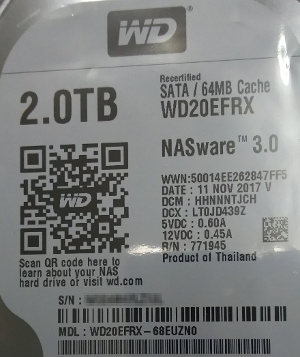 WD
2.0TB
Recertified
SATA / 64MB Cache
WD20EFRX
NASware™ 3.0
WD
WWN:50014EE262847FF5
DATE : 11 NOV 2017 V
DCM : HHNNNTJCH
DCX : LT0JD439Z
5VDC : 0.60A
12VDC : 0.45A
R/N : 771945
Product of Thailand
Scan QR code here to
learn about your NAS
hard drive or visit wd.com
S/N :
MDL : WD20EFRX-68EUZN0